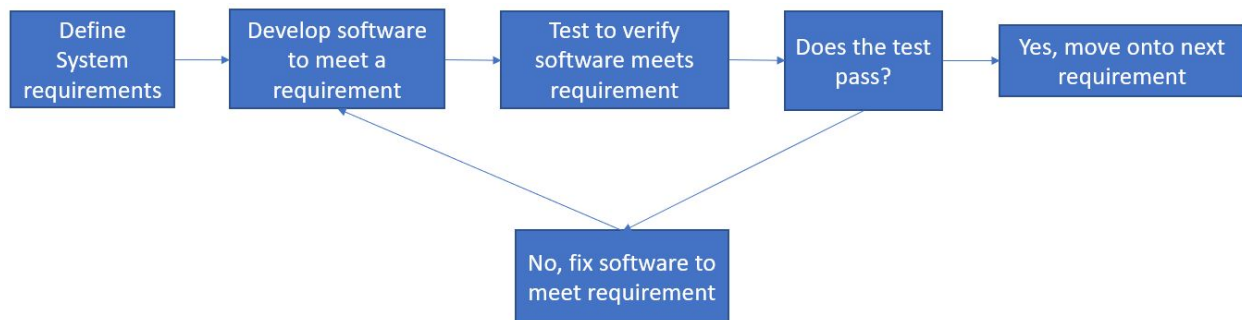 Define
System
requirements
Develop software
to meet a
requirement
Test to verify
software meets
requirement
Does the test
pass?
Yes, move onto next
requirement
No, fix software to
meet requirement